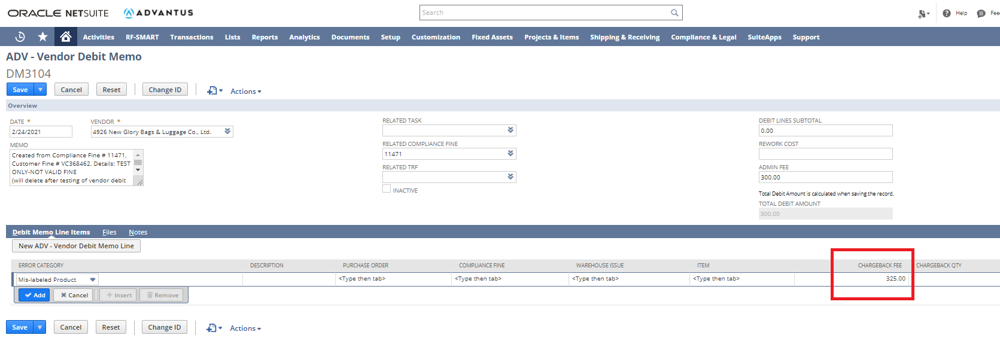 ORACLE NETSUITE ADVANTUS Search Help Fee
Activities RF-SMART Transactions Lists Reports Analytics Documents Setup Customization Fixed Assets Projects & Items Shipping & Receiving Compliance & Legal SuiteApps Support
ADV - Vendor Debit Memo
DM3104
Save Cancel Reset Change ID Actions
Overview
DATE * VENDOR * RELATED TASK DEBIT LINES SUBTOTAL
2/24/2021 4926 New Glory Bags & Luggage Co., Ltd. 0.00
MEMO RELATED COMPLIANCE FINE REWORK COST
Created from Compliance Fine # 11471, 11471
Customer Fine # VC368462. Details: TEST
ONLY-NOT VALID FINE RELATED TRF ADMIN FEE
(will delete after testing of vendor debit 300.00
INACTIVE Total Debit Amount is calculated when saving the record.
TOTAL DEBIT AMOUNT
300.00
Debit Memo Line Items Files Notes
New ADV - Vendor Debit Memo Line
ERROR CATEGORY DESCRIPTION PURCHASE ORDER COMPLIANCE FINE WAREHOUSE ISSUE ITEM CHARGEBACK FEE CHARGEBACK QTY
Mis-labeled Product <Type then tab> <Type then tab> <Type then tab> <Type then tab> 325.00
Add Cancel Insert Remove
Save Cancel Reset Change ID Actions